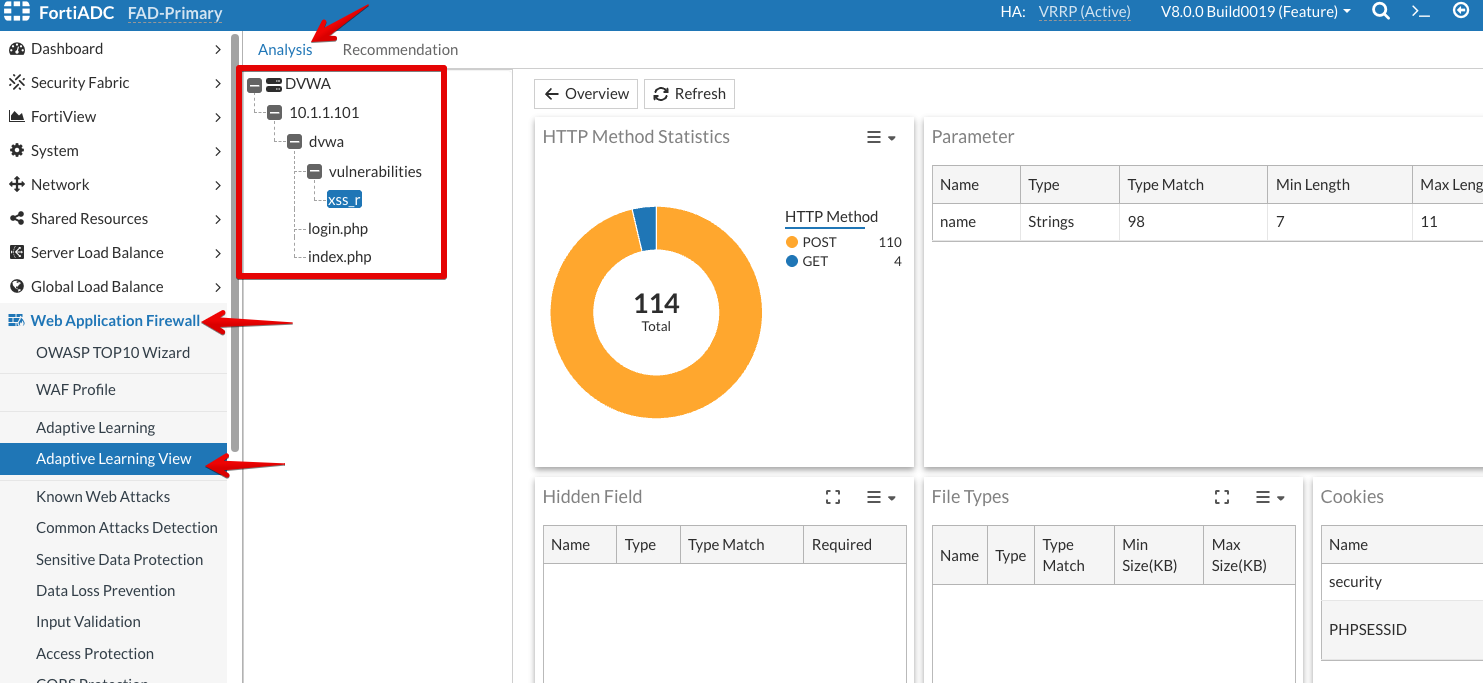 FortiADC FAD-Primary HA: VRRP (Active) V8.0.0 Build0019 (Feature)
Dashboard
Security Fabric
FortiView
System
Network
Shared Resources
Server Load Balance
Global Load Balance
Web Application Firewall
OWASP TOP10 Wizard
WAF Profile
Adaptive Learning
Adaptive Learning View
Known Web Attacks
Common Attacks Detection
Sensitive Data Protection
Data Loss Prevention
Input Validation
Access Protection
CORS Protection
Analysis Recommendation
DVWA
10.1.1.101
dvwa
vulnerabilities
xss_r
login.php
index.php
Overview Refresh
HTTP Method Statistics
HTTP Method
POST 110
GET 4
114
Total
Parameter
Name Type Type Match Min Length Max Leng
name Strings 98 7 11
Hidden Field
Name Type Type Match Required
File Types
Name Type Type Match Min Size(KB) Max Size(KB)
Cookies
Name
security
PHPSESSID